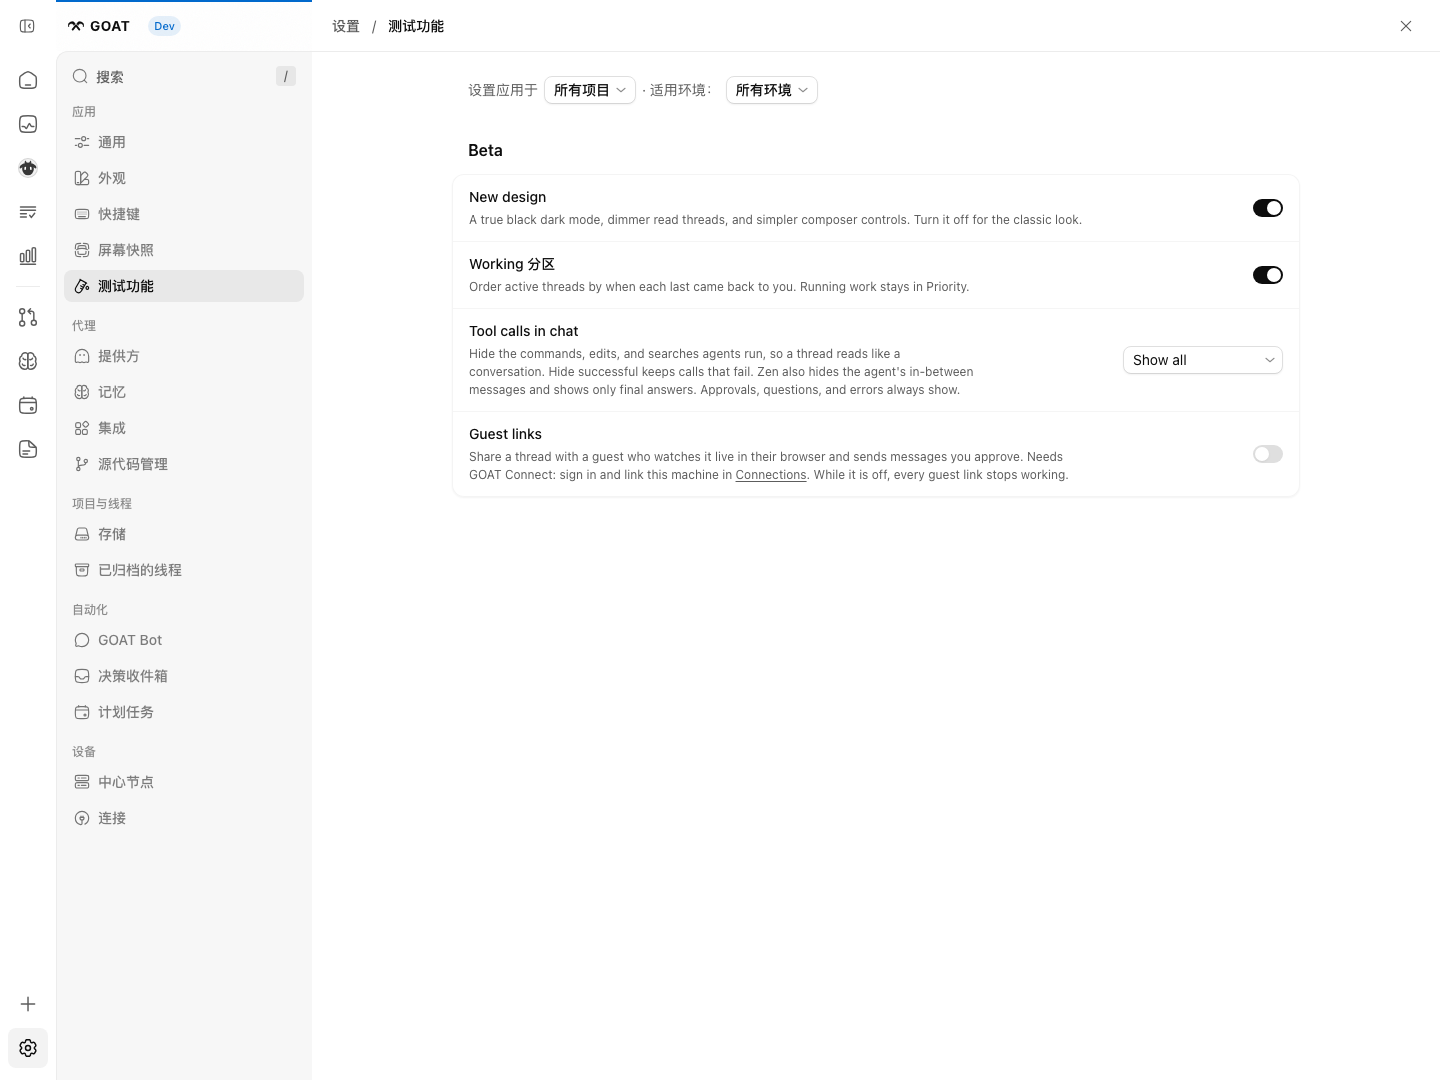 GOAT Dev
设置 / 测试功能
搜索 /
应用
通用
外观
快捷键
屏幕快照
测试功能
代理
提供方
记忆
集成
源代码管理
项目与线程
存储
已归档的线程
自动化
GOAT Bot
决策收件箱
计划任务
设备
中心节点
连接
设置应用于 所有项目 · 适用环境： 所有环境
Beta
New design
A true black dark mode, dimmer read threads, and simpler composer controls. Turn it off for the classic look.
Working 分区
Order active threads by when each last came back to you. Running work stays in Priority.
Tool calls in chat
Hide the commands, edits, and searches agents run, so a thread reads like a
conversation. Hide successful keeps calls that fail. Zen also hides the agent's in-between
messages and shows only final answers. Approvals, questions, and errors always show.
Show all
Guest links
Share a thread with a guest who watches it live in their browser and sends messages you approve. Needs
GOAT Connect: sign in and link this machine in Connections. While it is off, every guest link stops working.